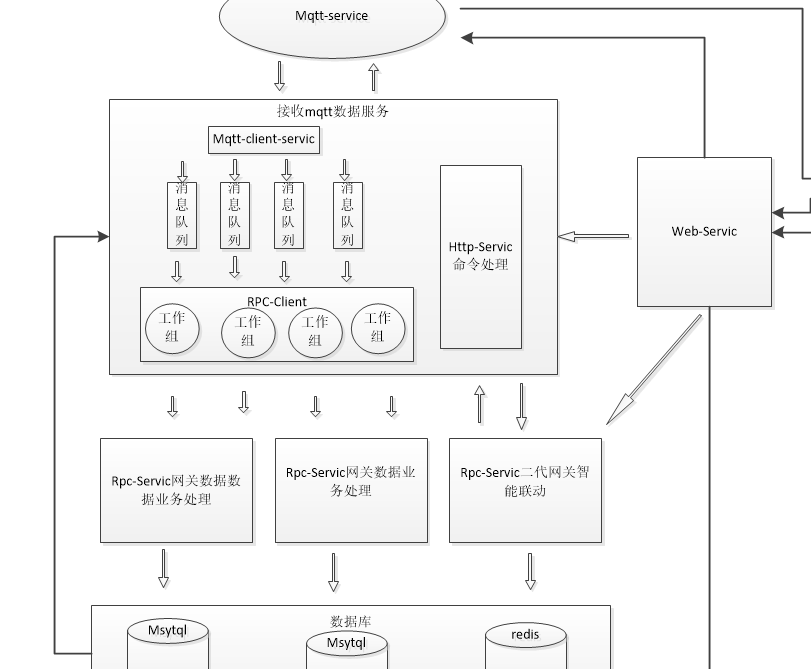 Mqtt-service
接收mqtt数据服务
Mqtt-client-servic
消
息
队
列
消
息
队
列
消
息
队
列
消
息
队
列
Http-Servic
命令处理
Web-Servic
RPC-Client
工作
组
工作
组
工作
组
工作
组
Rpc-Servic网关数据数
据业务处理
Rpc-Servic网关数据业
务处理
Rpc-Servic二代网关智
能联动
数据库
Msytql
Msytql
redis